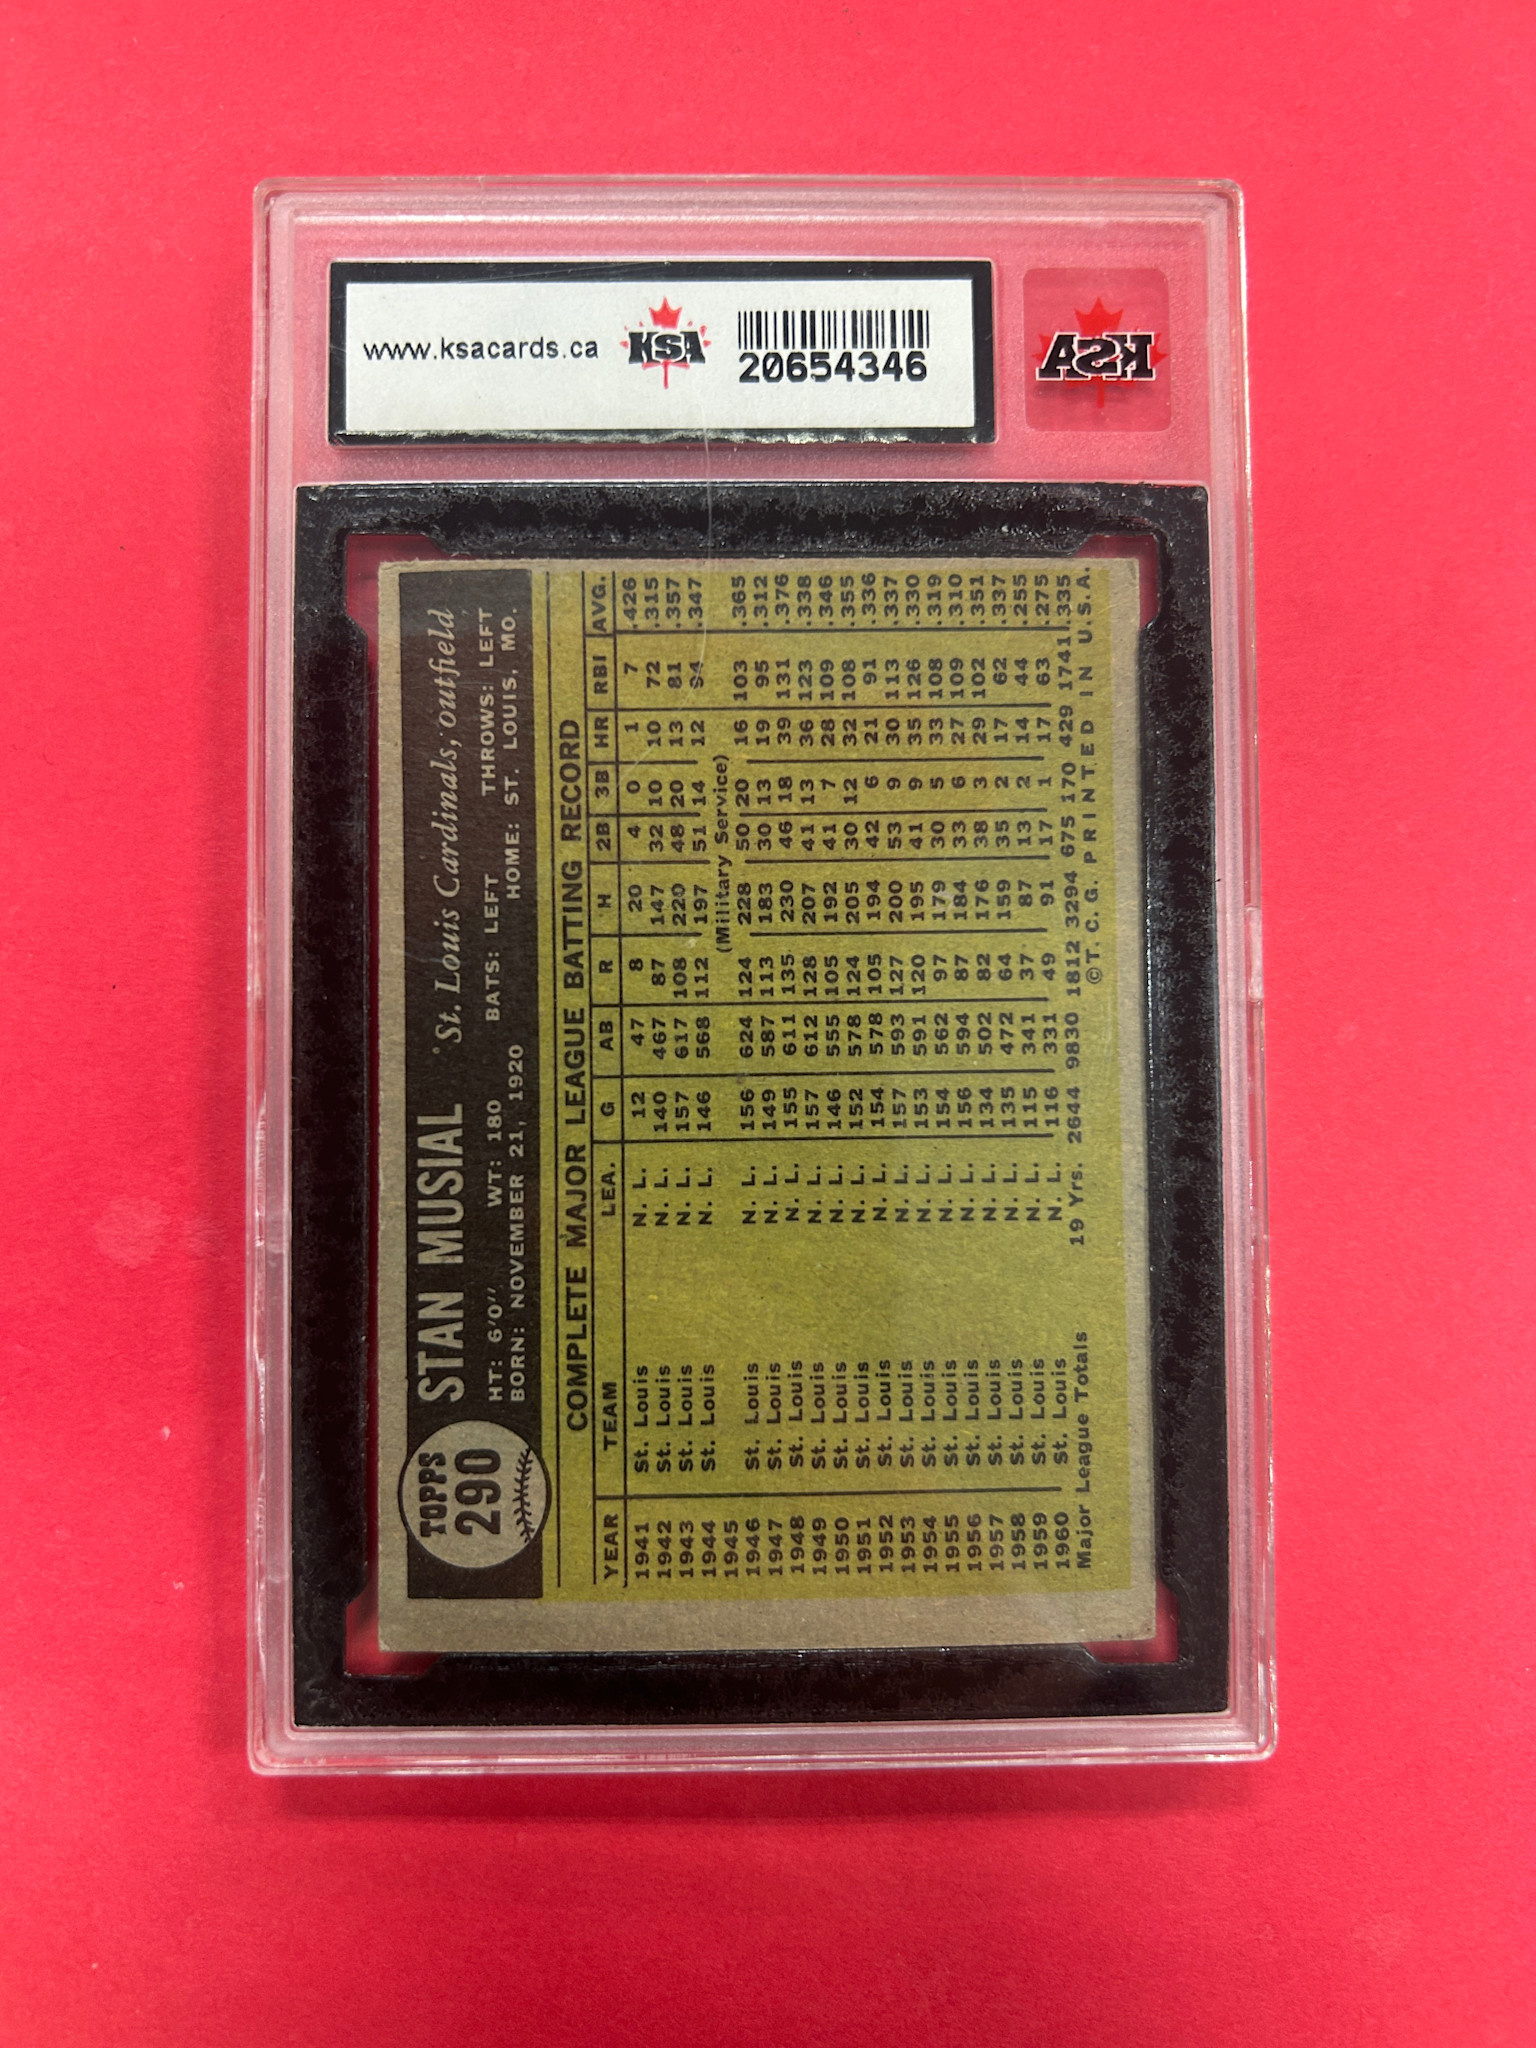 www.ksacards.ca KSA 20654346
KSA
TOPPS
290
STAN MUSIAL St. Louis Cardinals, outfield
HT: 6'0" WT: 180 BATS: LEFT THROWS: LEFT
BORN: NOVEMBER 21, 1920 HOME: ST. LOUIS, MO.
COMPLETE MAJOR LEAGUE BATTING RECORD
YEAR TEAM LEA. G AB R H 2B 3B HR RBI AVG.
1941 St. Louis N. L. 12 47 8 20 4 0 1 7 .426
1942 St. Louis N. L. 140 467 87 147 32 10 10 72 .315
1943 St. Louis N. L. 157 617 108 220 48 20 13 81 .357
1944 St. Louis N. L. 146 568 112 197 51 14 12 94 .347
1945 (Military Service)
1946 St. Louis N. L. 156 624 124 228 50 20 16 103 .365
1947 St. Louis N. L. 149 587 113 183 30 13 19 95 .312
1948 St. Louis N. L. 155 611 135 230 46 18 39 131 .376
1949 St. Louis N. L. 157 612 128 207 41 13 36 123 .338
1950 St. Louis N. L. 146 555 105 192 41 7 28 109 .346
1951 St. Louis N. L. 152 578 124 205 30 12 32 108 .355
1952 St. Louis N. L. 154 578 105 194 42 6 21 91 .336
1953 St. Louis N. L. 157 593 127 200 53 9 30 113 .337
1954 St. Louis N. L. 153 591 120 195 41 9 35 126 .330
1955 St. Louis N. L. 154 562 97 179 30 5 33 108 .319
1956 St. Louis N. L. 156 594 87 184 33 6 27 109 .310
1957 St. Louis N. L. 134 502 82 176 38 3 29 102 .351
1958 St. Louis N. L. 135 472 64 159 35 2 17 62 .337
1959 St. Louis N. L. 115 341 37 87 13 2 14 44 .255
1960 St. Louis N. L. 116 331 49 91 17 1 17 63 .275
Major League Totals 19 Yrs. 2644 9830 1812 3294 675 170 429 1741 .335
©T. C. G. PRINTED IN U.S.A.